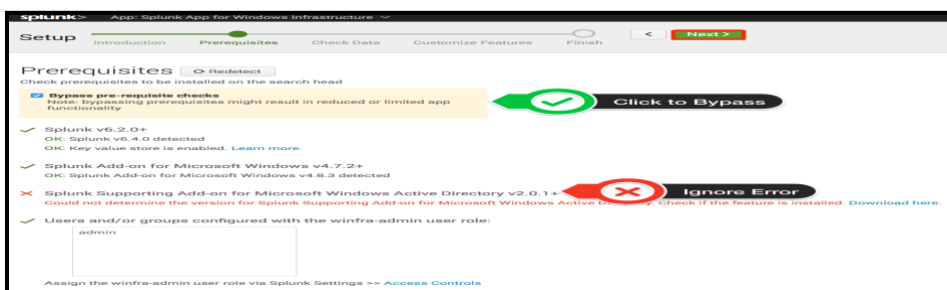 splunk> App: Splunk App for Windows Infrastructure
Setup Introduction Prerequisites Check Data Customize Features Finish < Next >
Prerequisites Redetect
Check prerequisites to be installed on the search head
Bypass pre-requisite checks
Note: bypassing prerequisites might result in reduced or limited app
functionality
Click to Bypass
Splunk v6.2.0+
OK: Splunk v6.4.0 detected
OK: Key value store is enabled. Learn more.
Splunk Add-on for Microsoft Windows v4.7.2+
OK: Splunk Add-on for Microsoft Windows v4.8.3 detected
Splunk Supporting Add-on for Microsoft Windows Active Directory v2.0.1+
Ignore Error
Could not determine the version for Splunk Supporting Add-on for Microsoft Windows Active Check if the feature is installed. Download here.
Users and/or groups configured with the winfra-admin user role:
admin
Assign the winfra-admin user role via Splunk Settings >> Access Controls